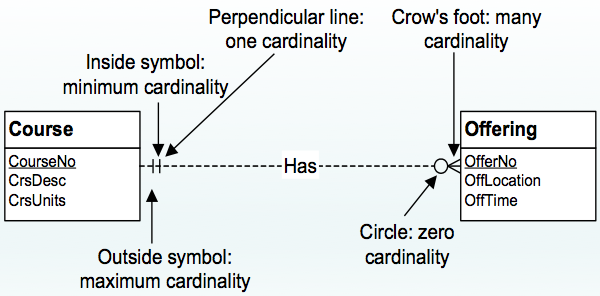 Perpendicular line:
one cardinality
Crow's foot: many
cardinality
Inside symbol:
minimum cardinality
Course
CourseNo
CrsDesc
CrsUnits
Has
Offering
OfferNo
OffLocation
OffTime
Outside symbol:
maximum cardinality
Circle: zero
cardinality